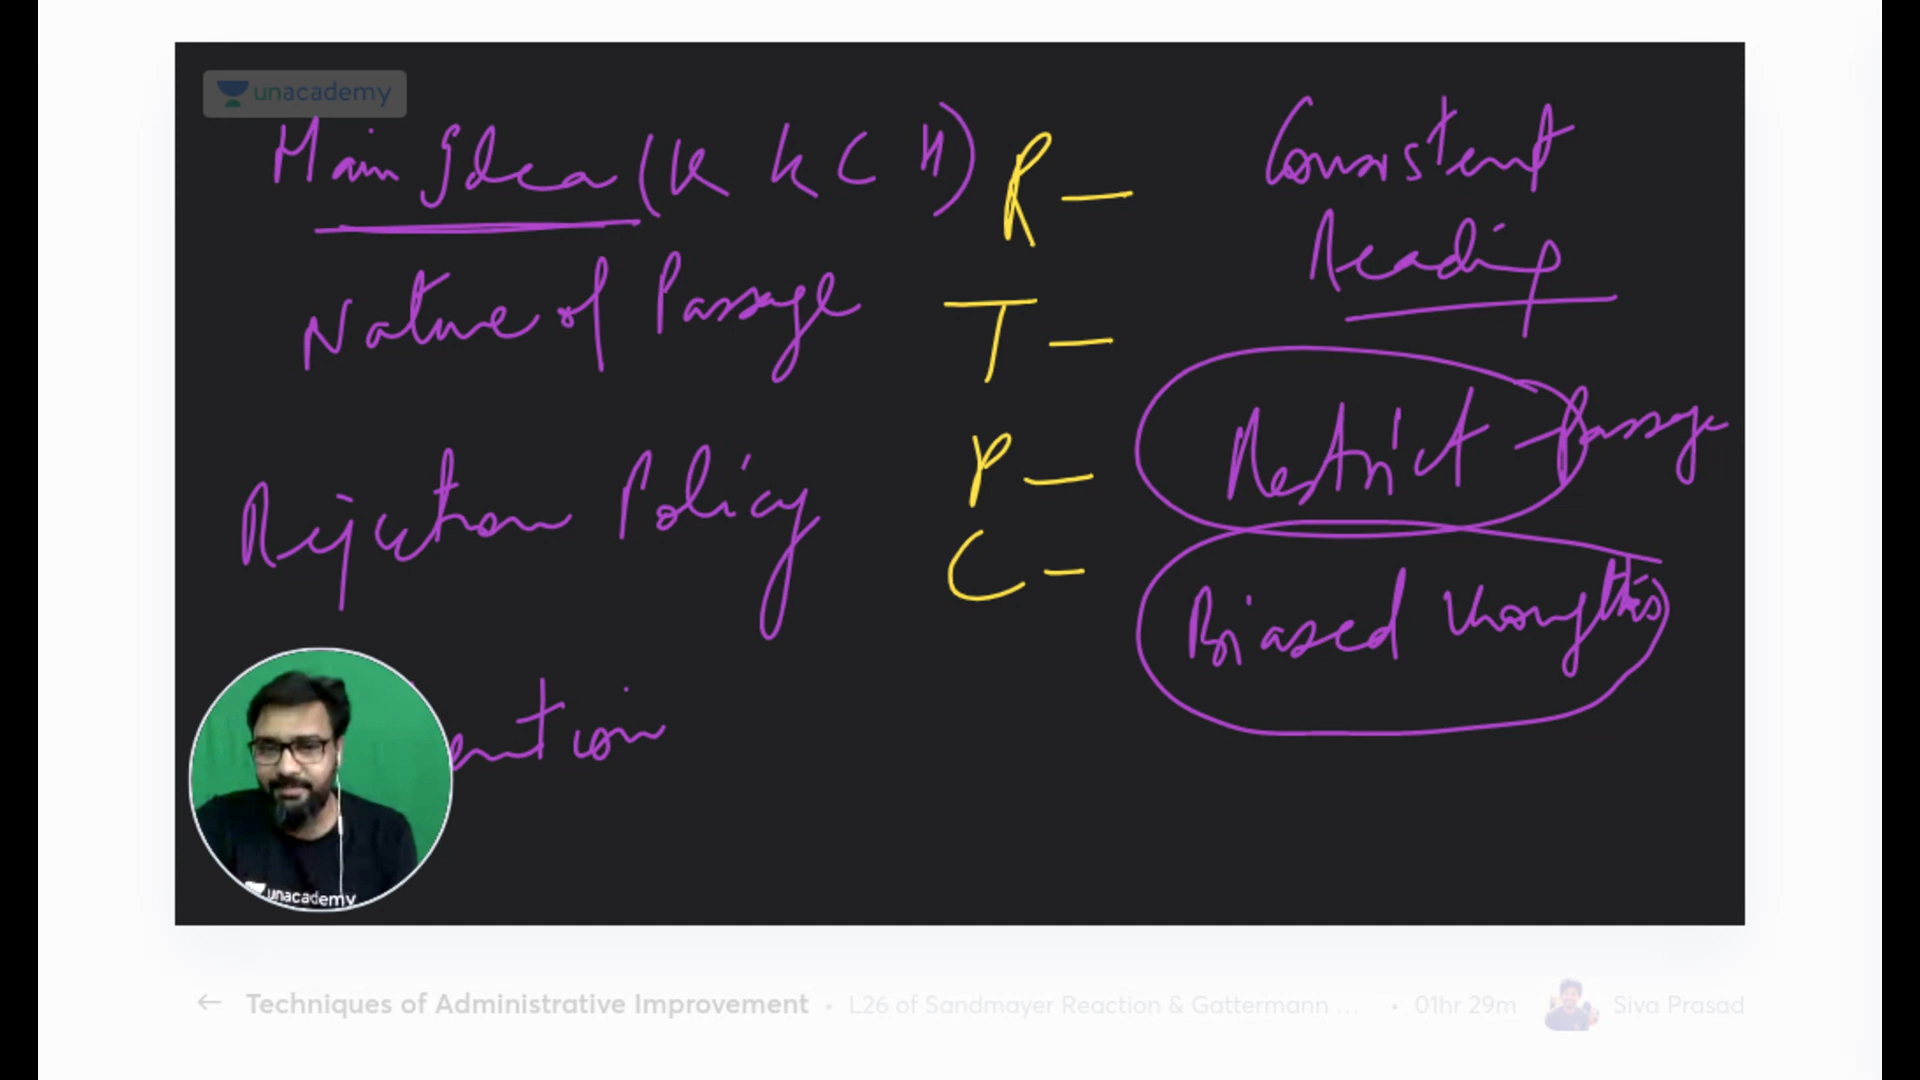 unacademy
Main Idea (K K C H)
Nature of Passage
Rejection Policy
R –
T –
P –
C –
Consistent
Reading
Restrict - Passage
Biased thoughts
unacademy
← Techniques of Administrative Improvement • L26 of Sandmayer Reaction & Gattermann ... • 01hr 29m Siva Prasad